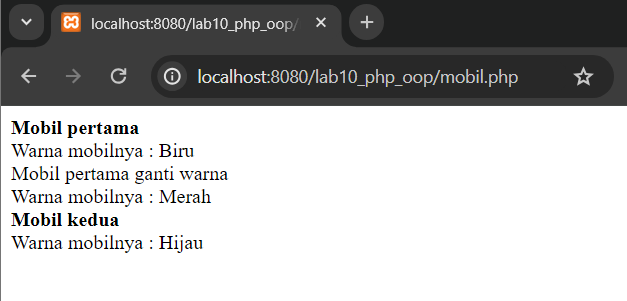 localhost:8080/lab10_php_oop/
localhost:8080/lab10_php_oop/mobil.php
Mobil pertama
Warna mobilnya : Biru
Mobil pertama ganti warna
Warna mobilnya : Merah
Mobil kedua
Warna mobilnya : Hijau